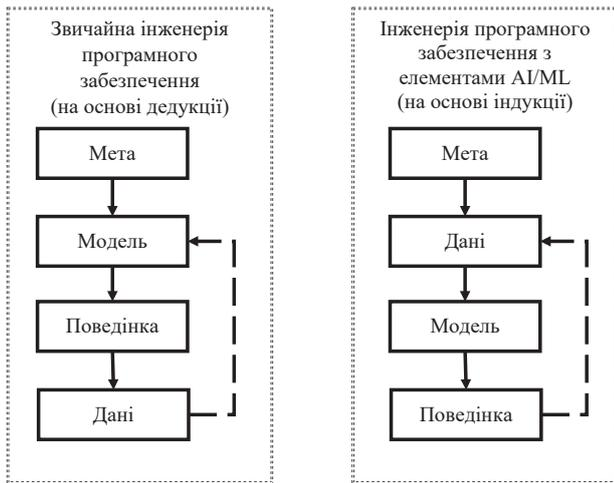 Звичайна інженерія
програмного
забезпечення
(на основі дедукції)
Мета
Модель
Поведінка
Дані
Інженерія програмного
забезпечення з
елементами AI/ML
(на основі індукції)
Мета
Дані
Модель
Поведінка